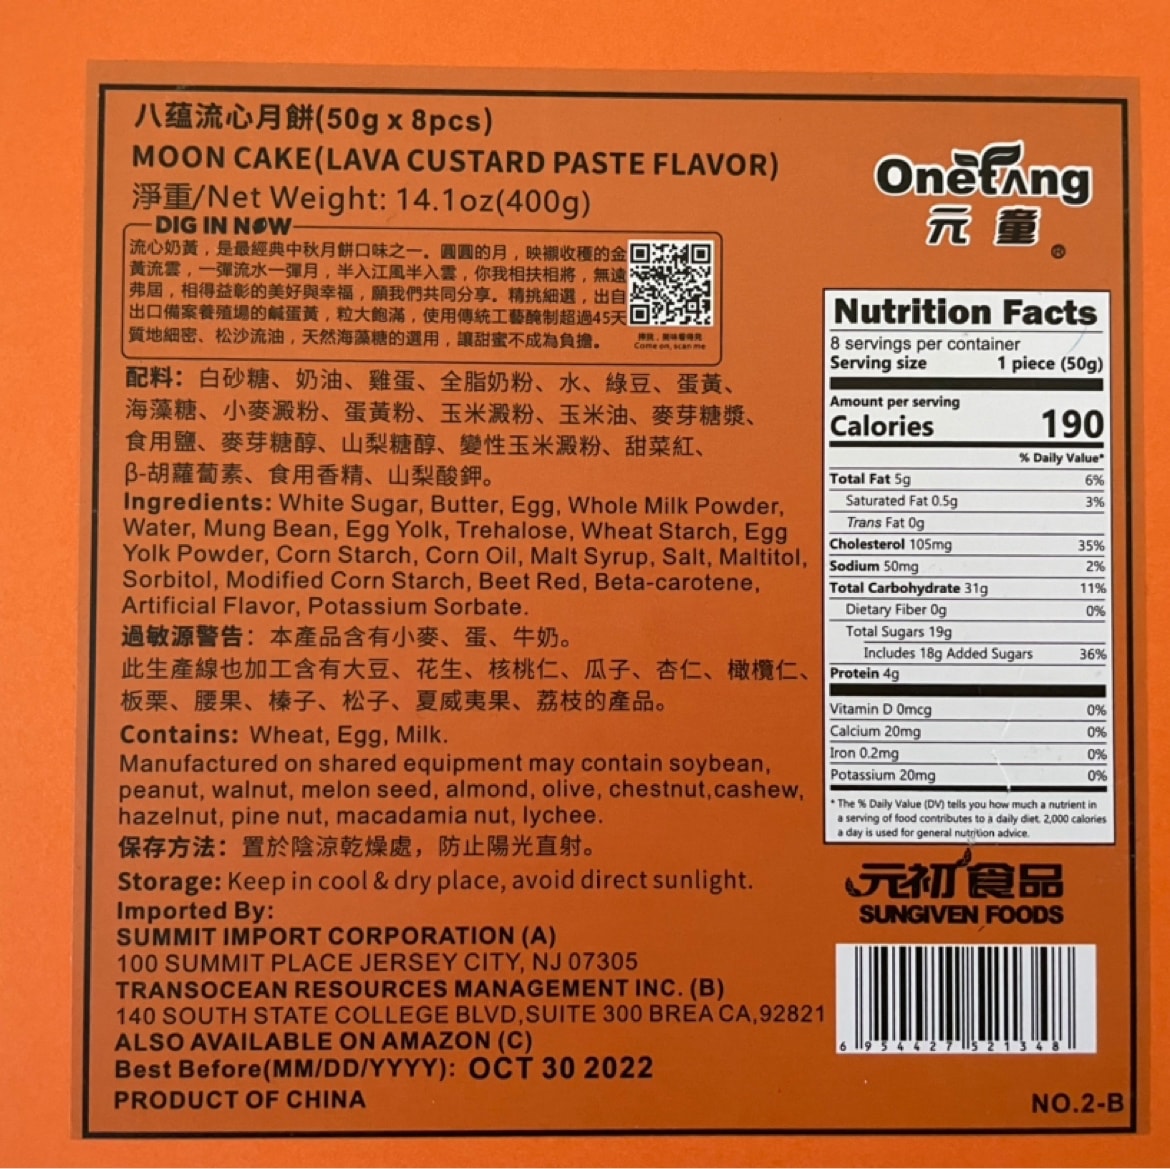 八蕴流心月餅(50g x 8pcs)
MOON CAKE(LAVA CUSTARD PASTE FLAVOR)
淨重/Net Weight: 14.1oz(400g)
DIG IN NOW
流心奶黃，是最經典中秋月餅口味之一。圓圓的月，映襯收穫的金
黃流雲，一彈流水一彈月，半入江風半入雲，你我相扶相將，無遠
弗屆，相得益彰的美好與幸福，願我們共同分享。精挑細選，出自
出口備案養殖場的鹹蛋黃，粒大飽滿，使用傳統工藝醃制超過45天
質地細密、松沙流油，天然海藻糖的選用，讓甜蜜不成為負擔。
Come on, scan me
配料：白砂糖、奶油、雞蛋、全脂奶粉、水、綠豆、蛋黃、
海藻糖、小麥澱粉、蛋黃粉、玉米澱粉、玉米油、麥芽糖漿、
食用鹽、麥芽糖醇、山梨糖醇、變性玉米澱粉、甜菜紅、
β-胡蘿蔔素、食用香精、山梨酸鉀。
Ingredients: White Sugar, Butter, Egg, Whole Milk Powder,
Water, Mung Bean, Egg Yolk, Trehalose, Wheat Starch, Egg
Yolk Powder, Corn Starch, Corn Oil, Malt Syrup, Salt, Maltitol,
Sorbitol, Modified Corn Starch, Beet Red, Beta-carotene,
Artificial Flavor, Potassium Sorbate.
過敏源警告：本產品含有小麥、蛋、牛奶。
此生產線也加工含有大豆、花生、核桃仁、瓜子、杏仁、橄欖仁、
板栗、腰果、榛子、松子、夏威夷果、荔枝的產品。
Contains: Wheat, Egg, Milk.
Manufactured on shared equipment may contain soybean,
peanut, walnut, melon seed, almond, olive, chestnut,cashew,
hazelnut, pine nut, macadamia nut, lychee.
保存方法：置於陰涼乾燥處，防止陽光直射。
Storage: Keep in cool & dry place, avoid direct sunlight.
Imported By:
SUMMIT IMPORT CORPORATION (A)
100 SUMMIT PLACE JERSEY CITY, NJ 07305
TRANSOCEAN RESOURCES MANAGEMENT INC. (B)
140 SOUTH STATE COLLEGE BLVD,SUITE 300 BREA CA,92821
ALSO AVAILABLE ON AMAZON (C)
Best Before(MM/DD/YYYY): OCT 30 2022
PRODUCT OF CHINA
Onetang
元童
®
Nutrition Facts
8 servings per container
Serving size 1 piece (50g)
Amount per serving
Calories 190
% Daily Value*
Total Fat 5g 6%
Saturated Fat 0.5g 3%
Trans Fat 0g
Cholesterol 105mg 35%
Sodium 50mg 2%
Total Carbohydrate 31g 11%
Dietary Fiber 0g 0%
Total Sugars 19g
Includes 18g Added Sugars 36%
Protein 4g
Vitamin D 0mcg 0%
Calcium 20mg 0%
Iron 0.2mg 0%
Potassium 20mg 0%
* The % Daily Value (DV) tells you how much a nutrient in
a serving of food contributes to a daily diet. 2,000 calories
a day is used for general nutrition advice.
元初食品
SUNGIVEN FOODS
6 954427 521348
NO.2-B